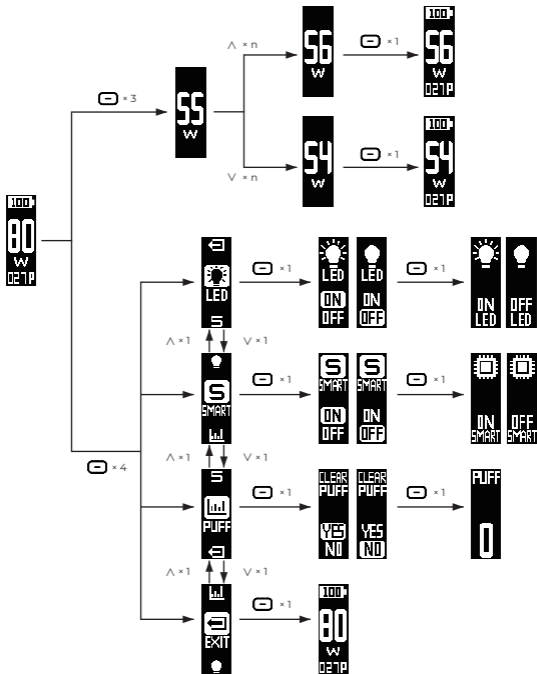 ∧ × n
56
W
× 1
100
56
W
027P
× 3
55
W
∨ × n
54
W
× 1
100
54
W
027P
100
80
W
027P
LED
S
× 1
LED
ON
OFF
LED
ON
OFF
× 1
ON
LED
OFF
LED
∧ × 1
∨ × 1
S
SMART
× 1
S
SMART
ON
OFF
S
SMART
ON
OFF
× 1
ON
SMART
OFF
SMART
× 4
∧ × 1
∨ × 1
S
PUFF
× 1
CLEAR
PUFF
YES
NO
CLEAR
PUFF
YES
NO
× 1
PUFF
0
∧ × 1
∨ × 1
EXIT
× 1
100
80
W
027P